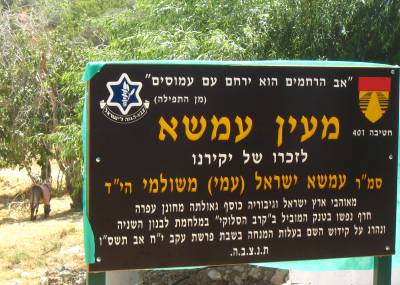 "אב הרחמים הוא ירחם עם עמוסים"
(מן התפילה)
צבא הגנה לישראל
חטיבה 401
מעין עמשא
לזכרו של יקירנו
סמ"ר עמשא ישראל (עמי) משולמי הי"ד
מאוהבי ארץ ישראל וגיבוריה כוסף גאולתה מחונן עפרה
חרף נפשו בטנק המוביל ב"קרב הסלוקי" במלחמת לבנון השניה
ונהרג על קידוש השם בעלות המנחה בשבת פרשת עקב י"ח אב תשס"ו
ת.נ.צ.ב.ה.